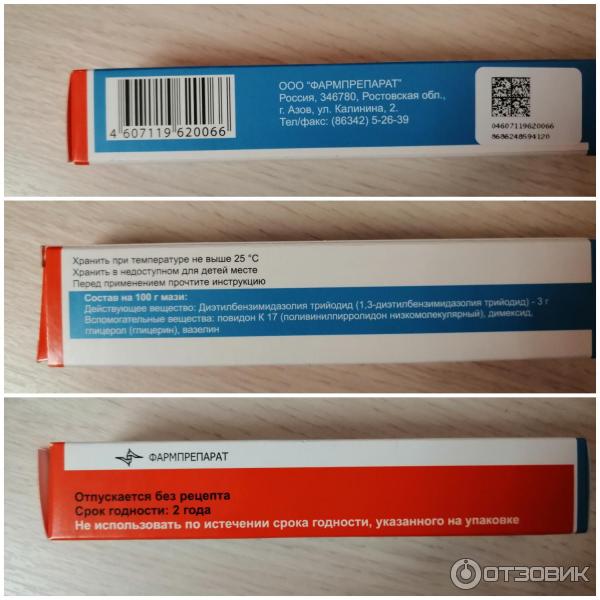 ООО "ФАРМПРЕПАРАТ"
Россия, 346780, Ростовская обл.,
г. Азов, ул. Калинина, 2.
Тел/факс: (86342) 5-26-39
4 607119 620066
04607119620066
8686248594120
Хранить при температуре не выше 25 °C
Хранить в недоступном для детей месте
Перед применением прочтите инструкцию
Состав на 100 г мази:
Действующее вещество: Диэтилбензимидазолия трийодид (1,3-диэтилбензимидазолия трийодид) - 3 г
Вспомогательные вещества: повидон К 17 (поливинилпирролидон низкомолекулярный), димексид,
глицерол (глицерин), вазелин
ФАРМПРЕПАРАТ
Отпускается без рецепта
Срок годности: 2 года
Не использовать по истечении срока годности, указанного на упаковке
ОТЗОВИК